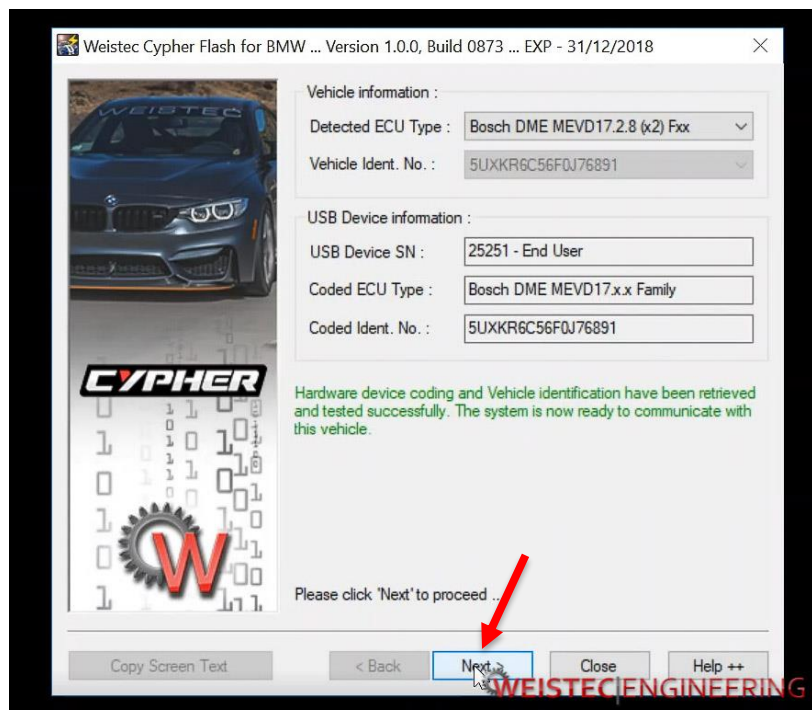 Weistec Cypher Flash for BMW ... Version 1.0.0, Build 0873 ... EXP - 31/12/2018
WEISTEC
Vehicle information :
Detected ECU Type : Bosch DME MEVD17.2.8 (x2) Fxx
Vehicle Ident. No. : 5UXKR6C56F0J76891
USB Device information :
USB Device SN : 25251 - End User
Coded ECU Type : Bosch DME MEVD17.x.x Family
Coded Ident. No. : 5UXKR6C56F0J76891
CYPHER
Hardware device coding and Vehicle identification have been retrieved
and tested successfully. The system is now ready to communicate with
this vehicle.
W
Please click 'Next' to proceed ...
Copy Screen Text < Back Next > Close Help ++
WEISTEC|ENGINEERING